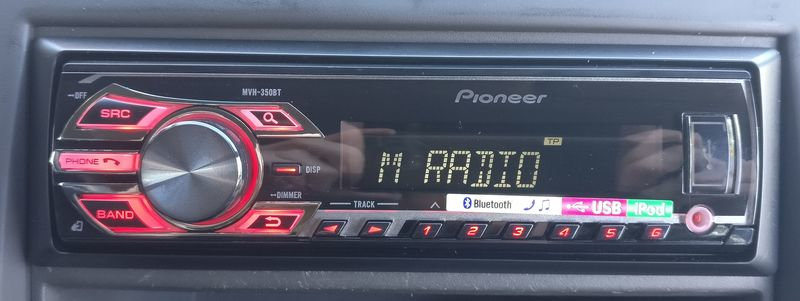 OFF
MVH-350BT
Pioneer
SRC
TP
PHONE
M RADIO
DISP
DIMMER
BAND
TRACK
Bluetooth
USB
iPod
1 2 3 4 5 6